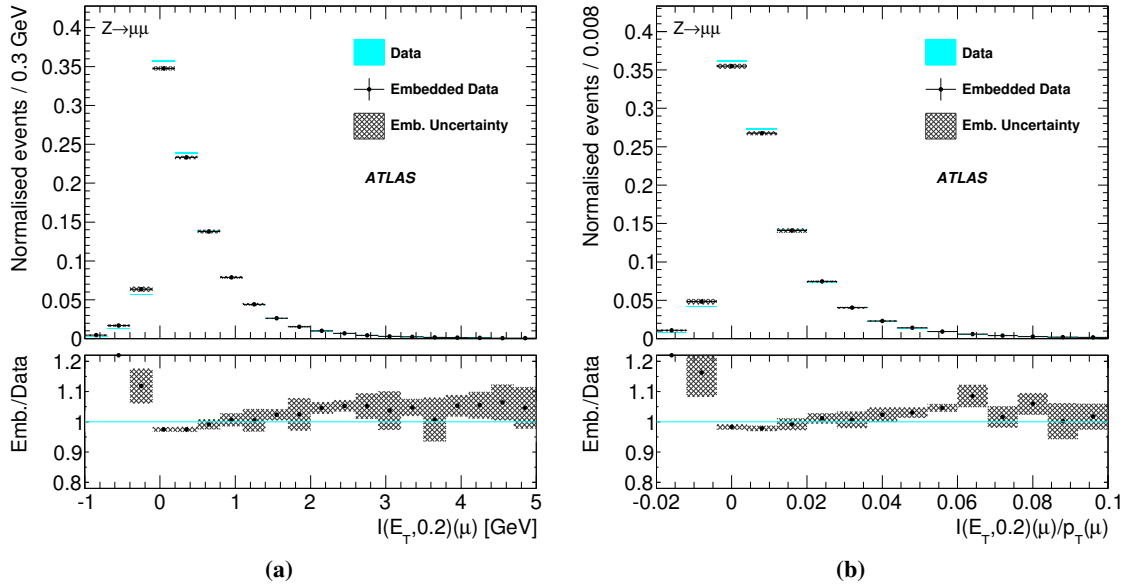 Normalised events / 0.3 GeV
Z→μμ
Data
Embedded Data
Emb. Uncertainty
ATLAS
0.4
0.35
0.3
0.25
0.2
0.15
0.1
0.05
0
Emb./Data
1.2
1.1
1
0.9
0.8
-1 0 1 2 3 4 5
I(E_T,0.2)(μ) [GeV]
(a)
Normalised events / 0.008
Z→μμ
Data
Embedded Data
Emb. Uncertainty
ATLAS
0.4
0.35
0.3
0.25
0.2
0.15
0.1
0.05
0
Emb./Data
1.2
1.1
1
0.9
0.8
-0.02 0 0.02 0.04 0.06 0.08 0.1
I(E_T,0.2)(μ)/p_T(μ)
(b)